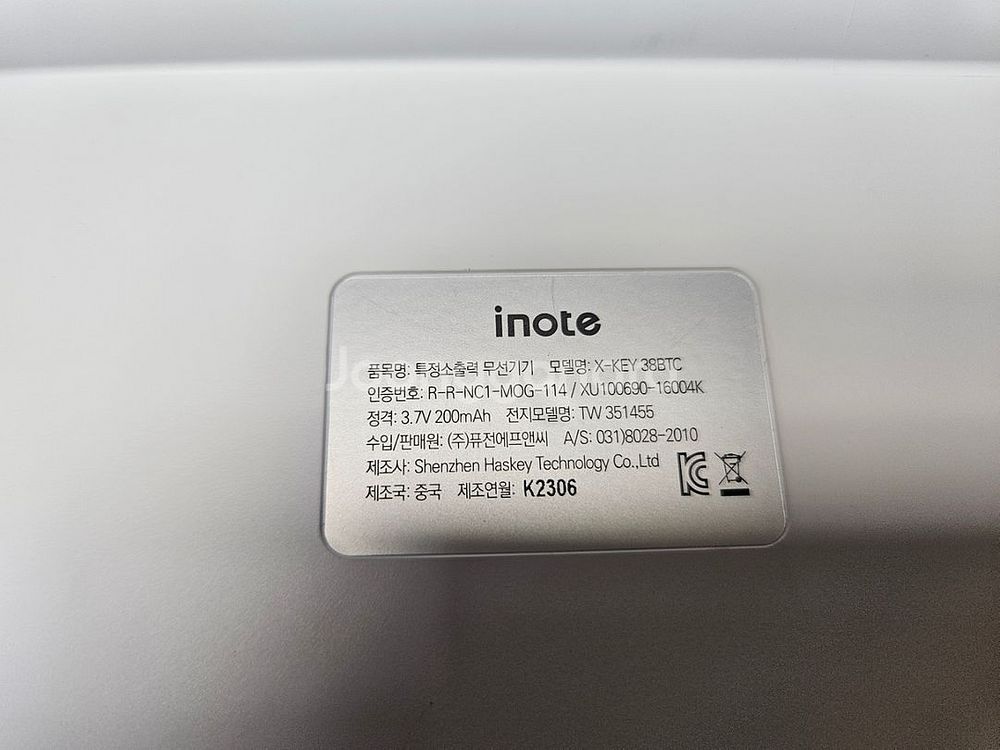 inote
품목명: 특정소출력 무선기기 모델명: X-KEY 38BTC
인증번호: R-R-NC1-MOG-114 / XU100690-16004K
정격: 3.7V 200mAh 전지모델명: TW 351455
수입/판매원: (주)퓨전에프앤씨 A/S: 031)8028-2010
제조사: Shenzhen Haskey Technology Co.,Ltd
제조국: 중국 제조연월: K2306